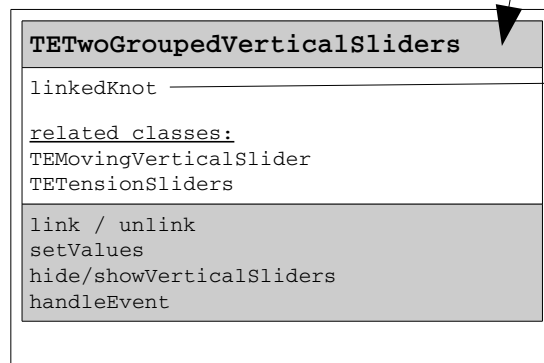 TETwoGroupedVerticalSliders
linkedKnot
related classes:
TEMovingVerticalSlider
TETensionSliders
link / unlink
setValues
hide/showVerticalSliders
handleEvent